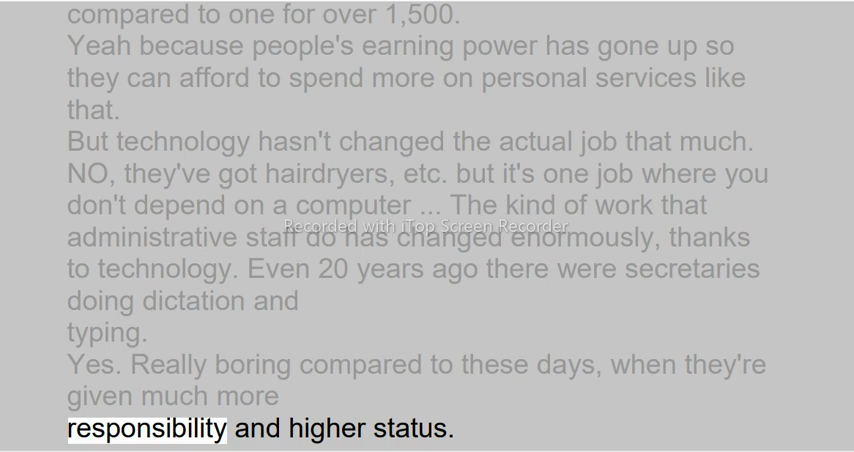 compared to one for over 1,500.
Yeah because people's earning power has gone up so
they can afford to spend more on personal services like
that.
But technology hasn't changed the actual job that much.
NO, they've got hairdryers, etc. but it's one job where you
don't depend on a computer ... The kind of work that
Recorded with iTop Screen Recorder
administrative staff do has changed enormously, thanks
to technology. Even 20 years ago there were secretaries
doing dictation and
typing.
Yes. Really boring compared to these days, when they're
given much more
responsibility and higher status.